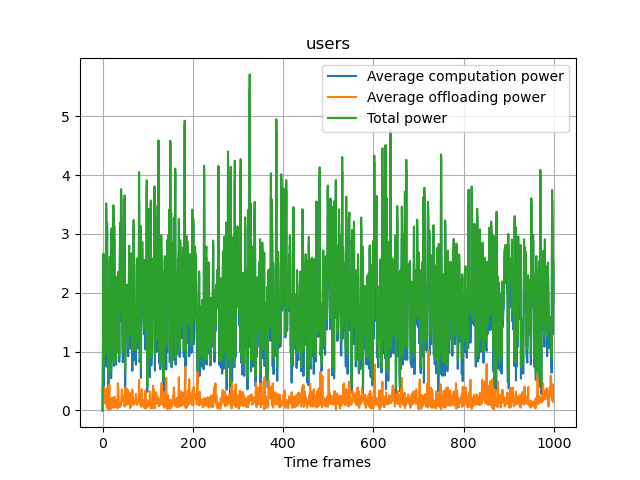 users
Average computation power
Average offloading power
Total power
5
4
3
2
1
0
0 200 400 600 800 1000
Time frames